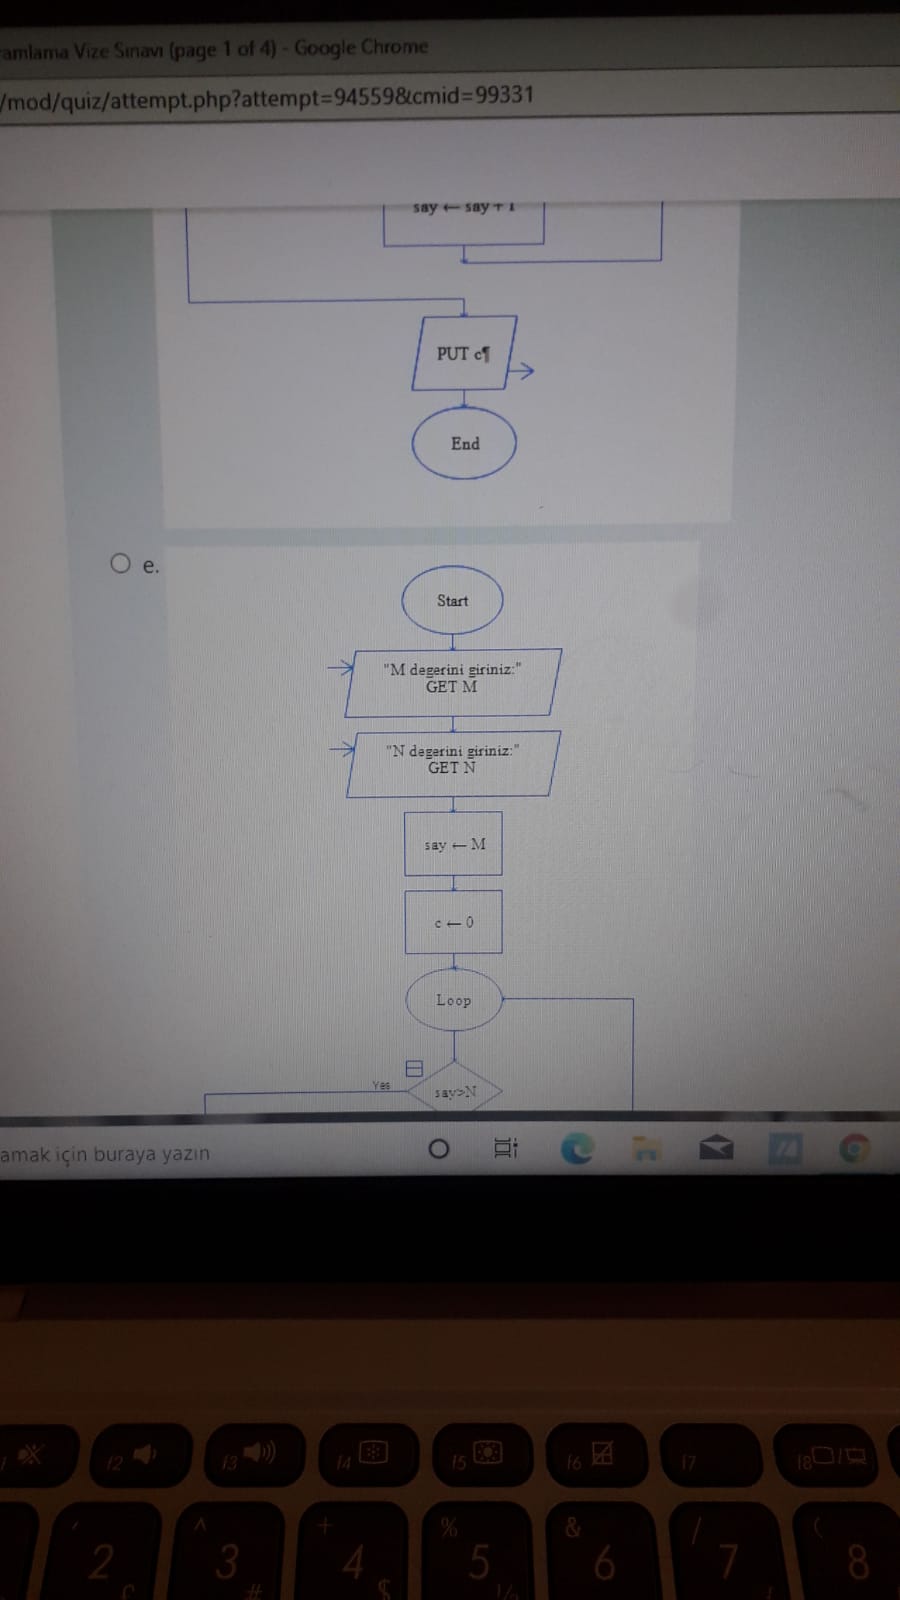 amlama Vize Sınavı (page 1 of 4) - Google Chrome
/mod/quiz/attempt.php?attempt=94559&cmid=99331
say ← say + 1
PUT c¶
End
e.
Start
"M degerini giriniz:"
GET M
"N degerini giriniz:"
GET N
say ← M
c ← 0
Loop
Yes
say>N
amak için buraya yazın
f2
f3
f4
f5
f6
f7
f8
^
+
%
&
/
(
2
3
4
5
6
7
8
#
$